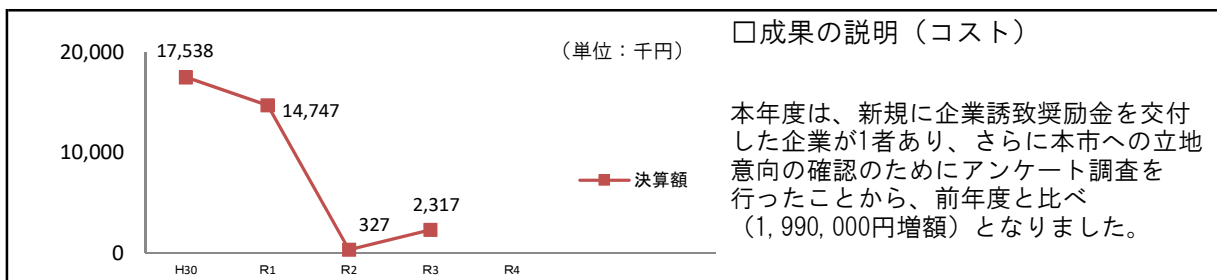 20,000
17,538
（単位：千円）
14,747
10,000
決算額
2,317
327
0
H30 R1 R2 R3 R4
□成果の説明（コスト）
本年度は、新規に企業誘致奨励金を交付
した企業が1者あり、さらに本市への立地
意向の確認のためにアンケート調査を
行ったことから、前年度と比べ
（1,990,000円増額）となりました。